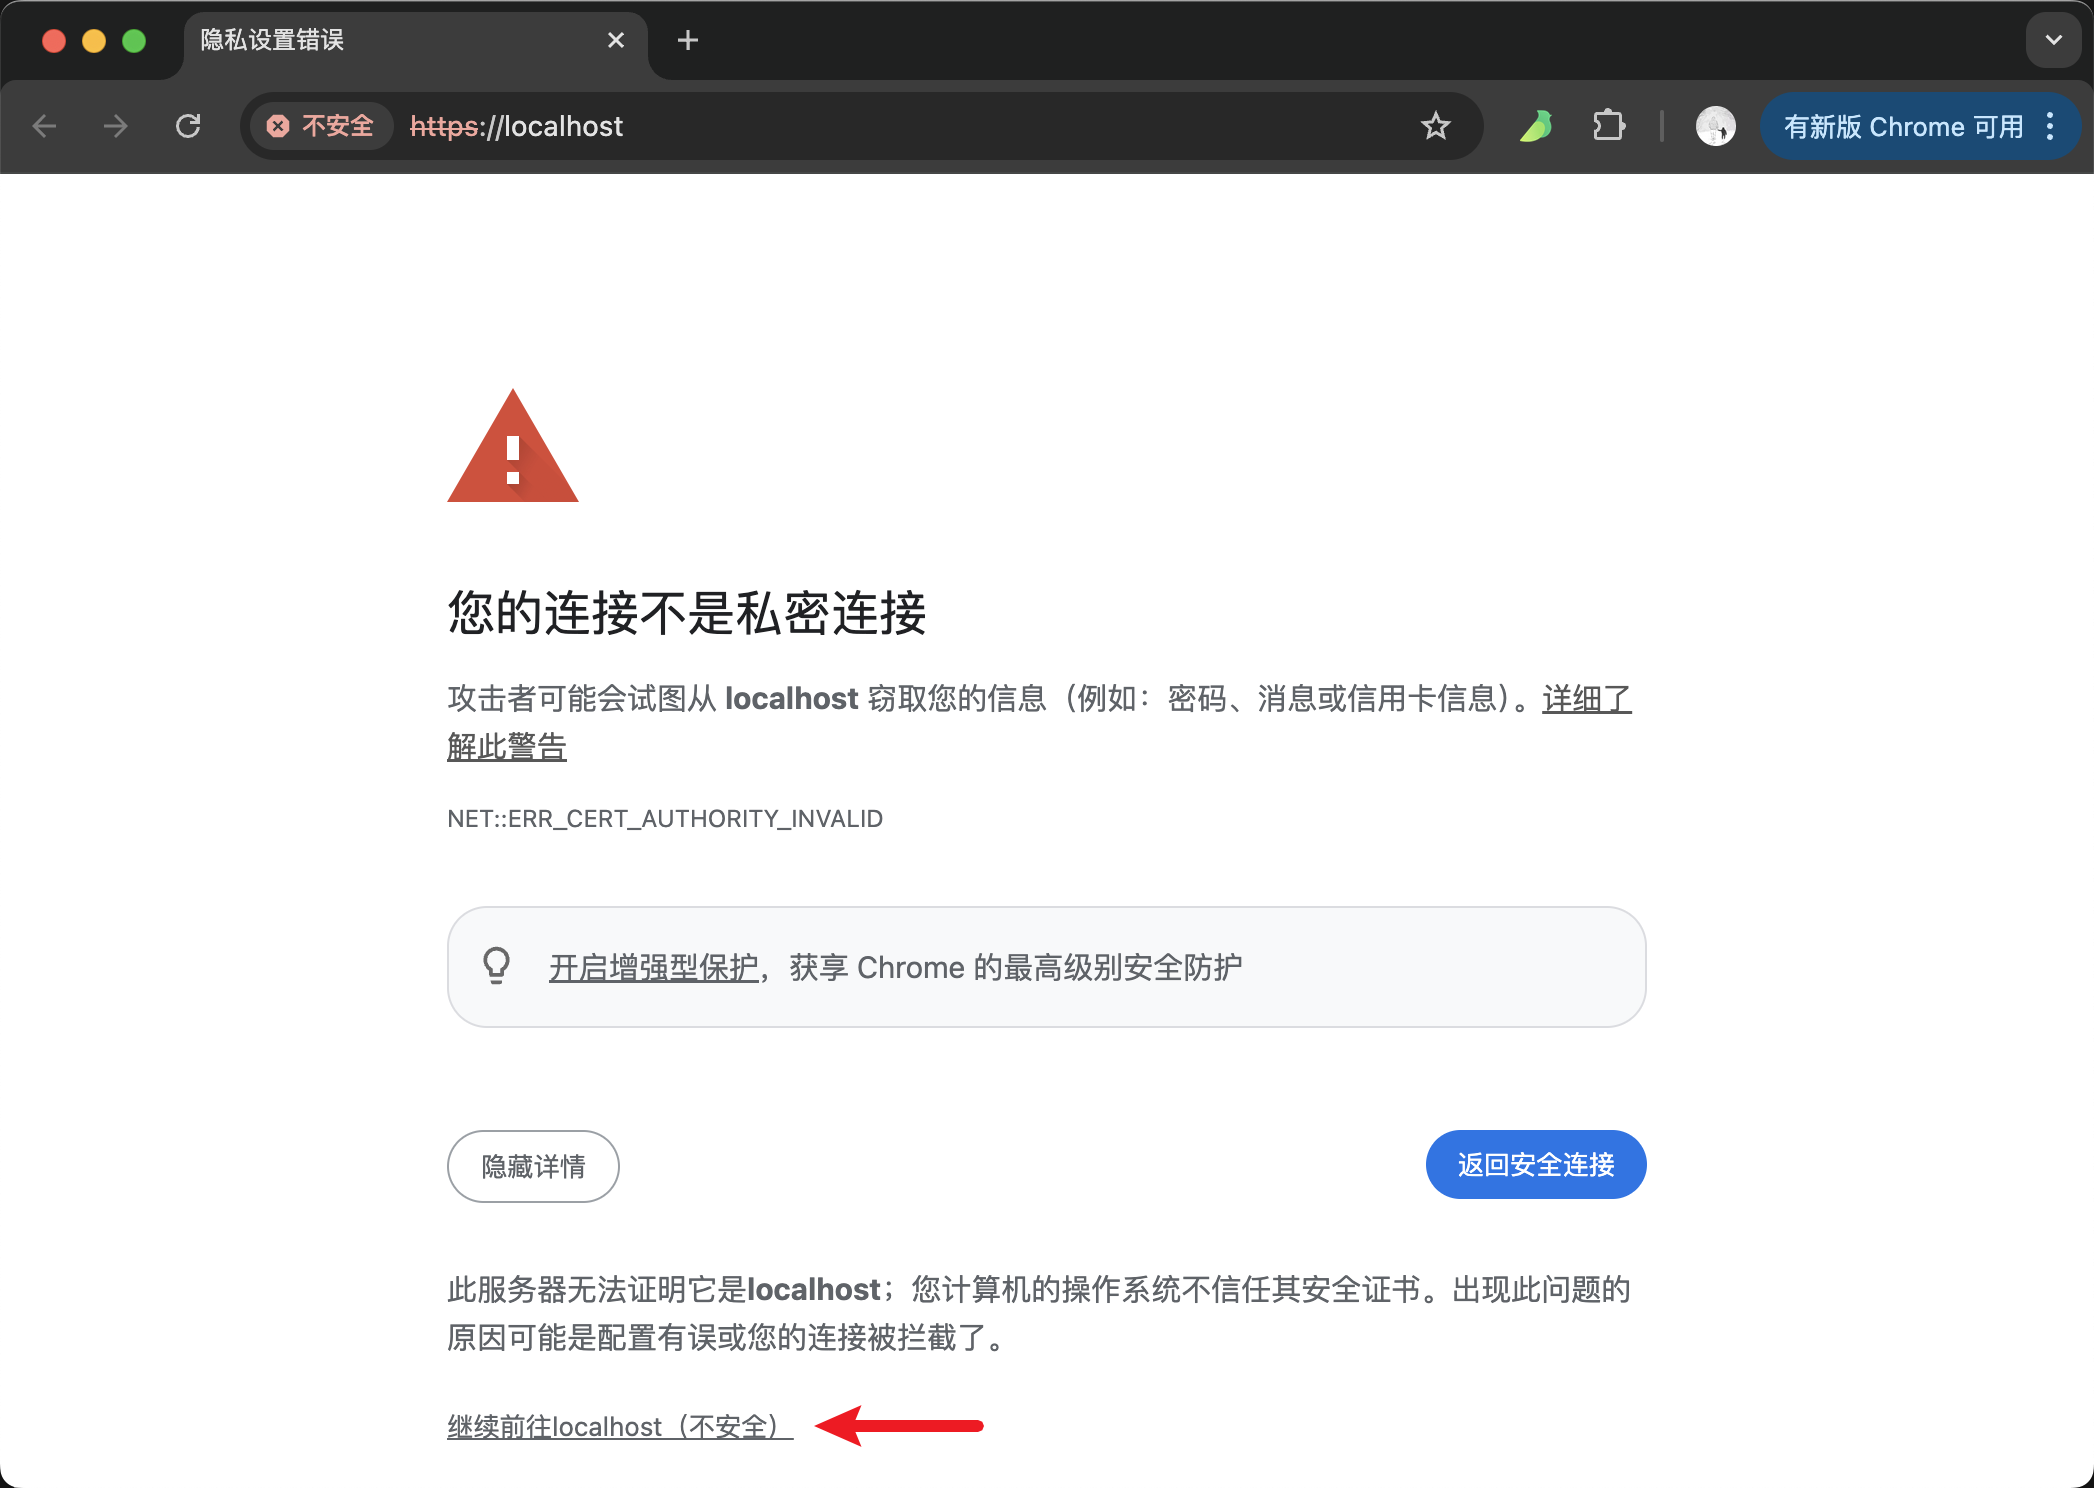 隐私设置错误
不安全 https://localhost 有新版 Chrome 可用
您的连接不是私密连接
攻击者可能会试图从 localhost 窃取您的信息（例如：密码、消息或信用卡信息）。详细了
解此警告
NET::ERR_CERT_AUTHORITY_INVALID
开启增强型保护，获享 Chrome 的最高级别安全防护
隐藏详情
返回安全连接
此服务器无法证明它是localhost；您计算机的操作系统不信任其安全证书。出现此问题的
原因可能是配置有误或您的连接被拦截了。
继续前往localhost（不安全）